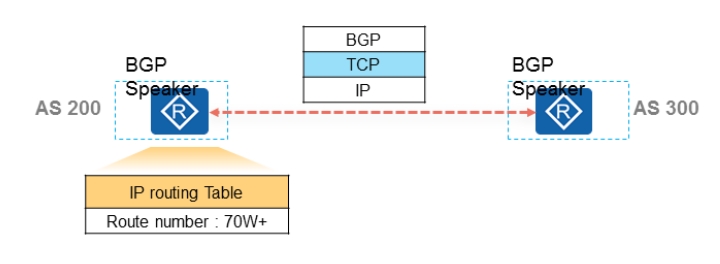 BGP
TCP
IP
BGP
Speaker
BGP
Speaker
AS 200
R
R
AS 300
IP routing Table
Route number : 70W+